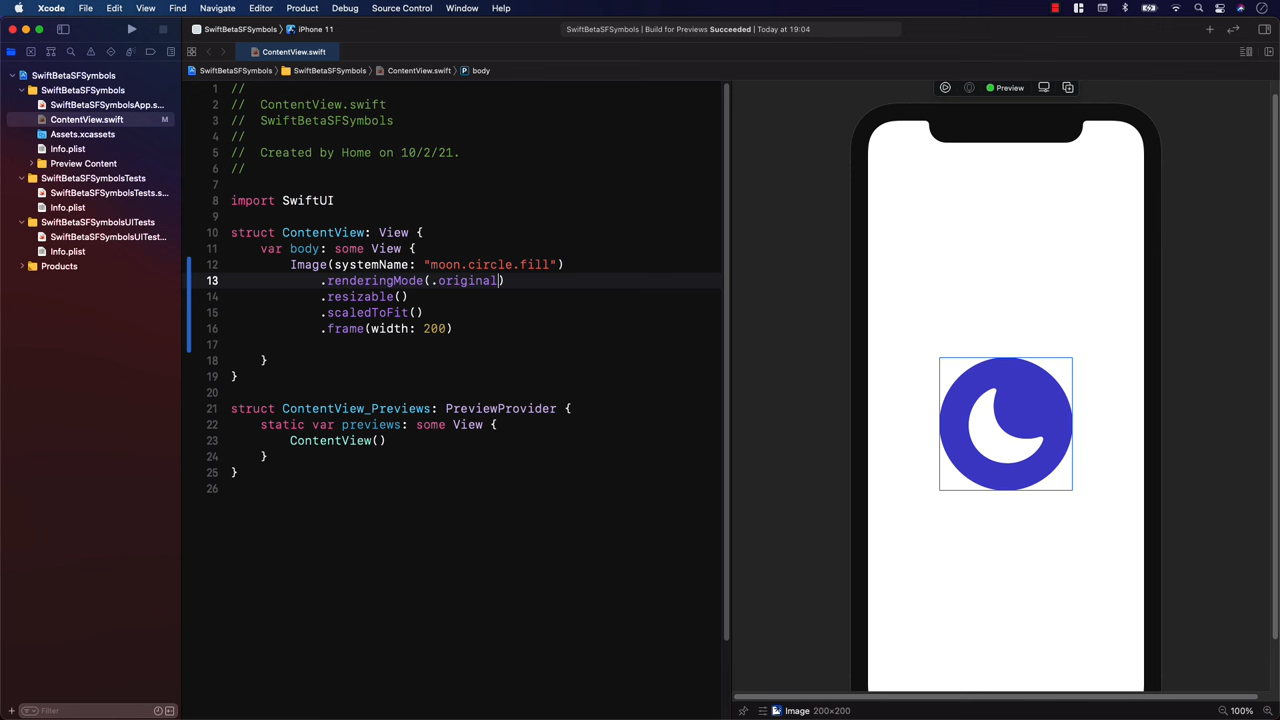 Xcode File Edit View Find Navigate Editor Product Debug Source Control Window Help
SwiftBetaSFSymbols iPhone 11 SwiftBetaSFSymbols | Build for Previews Succeeded | Today at 19:04
ContentView.swift
SwiftBetaSFSymbols SwiftBetaSFSymbols ContentView.swift P body
SwiftBetaSFSymbols
SwiftBetaSFSymbols
SwiftBetaSFSymbolsApp.s...
ContentView.swift M
Assets.xcassets
Info.plist
Preview Content
SwiftBetaSFSymbolsTests
SwiftBetaSFSymbolsTests.s...
Info.plist
SwiftBetaSFSymbolsUITests
SwiftBetaSFSymbolsUITest...
Info.plist
Products
Filter
1 //
2 // ContentView.swift
3 // SwiftBetaSFSymbols
4 //
5 // Created by Home on 10/2/21.
6 //
7
8 import SwiftUI
9
10 struct ContentView: View {
11 var body: some View {
12 Image(systemName: "moon.circle.fill")
13 .renderingMode(.original)
14 .resizable()
15 .scaledToFit()
16 .frame(width: 200)
17
18 }
19 }
20
21 struct ContentView_Previews: PreviewProvider {
22 static var previews: some View {
23 ContentView()
24 }
25 }
26
Preview
Image 200×200 100%